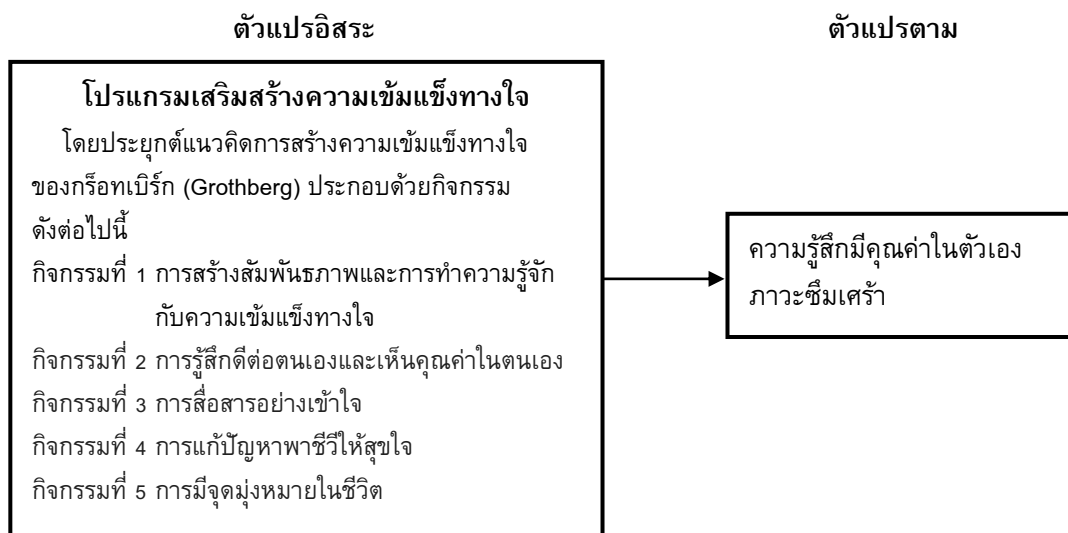 ตัวแปรอิสระ
ตัวแปรตาม
โปรแกรมเสริมสร้างความเข้มแข็งทางใจ
โดยประยุกต์แนวคิดการสร้างความเข้มแข็งทางใจ
ของกร็อทเบิร์ก (Grothberg) ประกอบด้วยกิจกรรม
ดังต่อไปนี้
กิจกรรมที่ 1 การสร้างสัมพันธภาพและการทำความรู้จัก
กับความเข้มแข็งทางใจ
กิจกรรมที่ 2 การรู้สึกดีต่อตนเองและเห็นคุณค่าในตนเอง
กิจกรรมที่ 3 การสื่อสารอย่างเข้าใจ
กิจกรรมที่ 4 การแก้ปัญหาพาชีวีให้สุขใจ
กิจกรรมที่ 5 การมีจุดมุ่งหมายในชีวิต
ความรู้สึกมีคุณค่าในตัวเอง
ภาวะซึมเศร้า